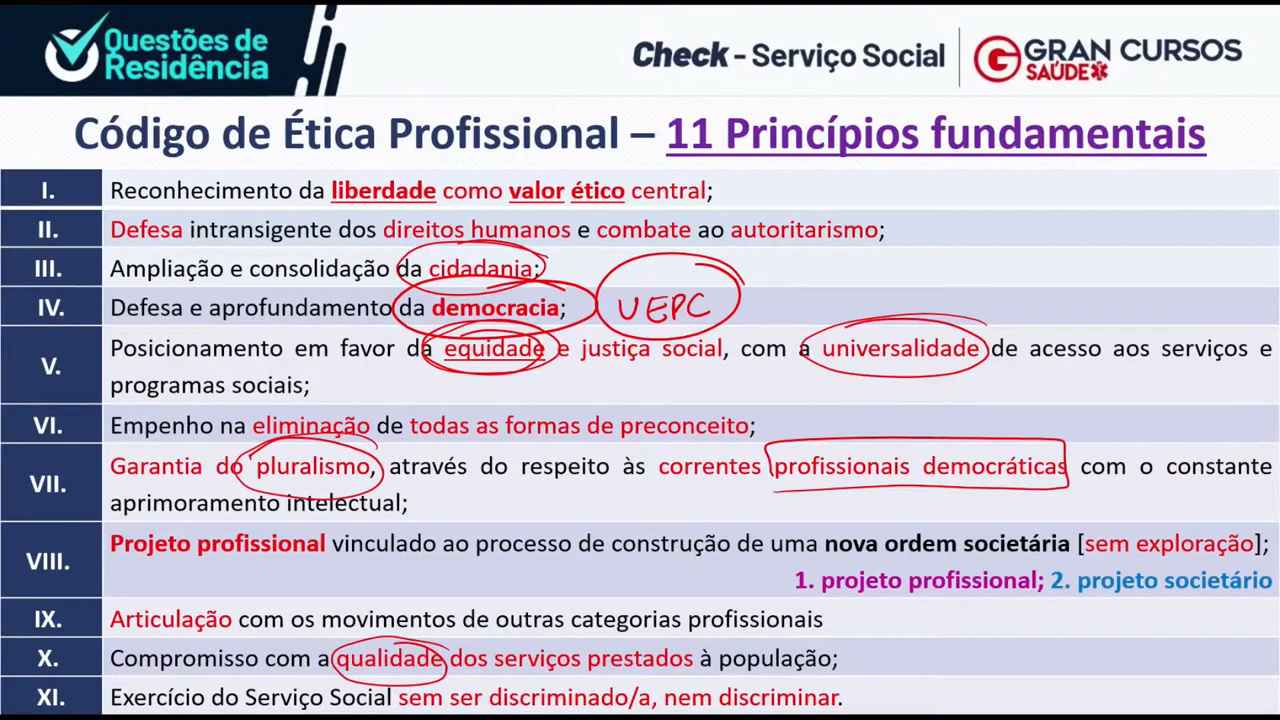 Questões de
Residência
Check - Serviço Social
GRAN CURSOS
SAÚDE
Código de Ética Profissional – 11 Princípios fundamentais
I. Reconhecimento da liberdade como valor ético central;
II. Defesa intransigente dos direitos humanos e combate ao autoritarismo;
III. Ampliação e consolidação da cidadania;
IV. Defesa e aprofundamento da democracia; UEPC
V. Posicionamento em favor da equidade e justiça social, com a universalidade de acesso aos serviços e
programas sociais;
VI. Empenho na eliminação de todas as formas de preconceito;
VII. Garantia do pluralismo, através do respeito às correntes profissionais democráticas com o constante
aprimoramento intelectual;
VIII. Projeto profissional vinculado ao processo de construção de uma nova ordem societária [sem exploração];
1. projeto profissional; 2. projeto societário
IX. Articulação com os movimentos de outras categorias profissionais
X. Compromisso com a qualidade dos serviços prestados à população;
XI. Exercício do Serviço Social sem ser discriminado/a, nem discriminar.